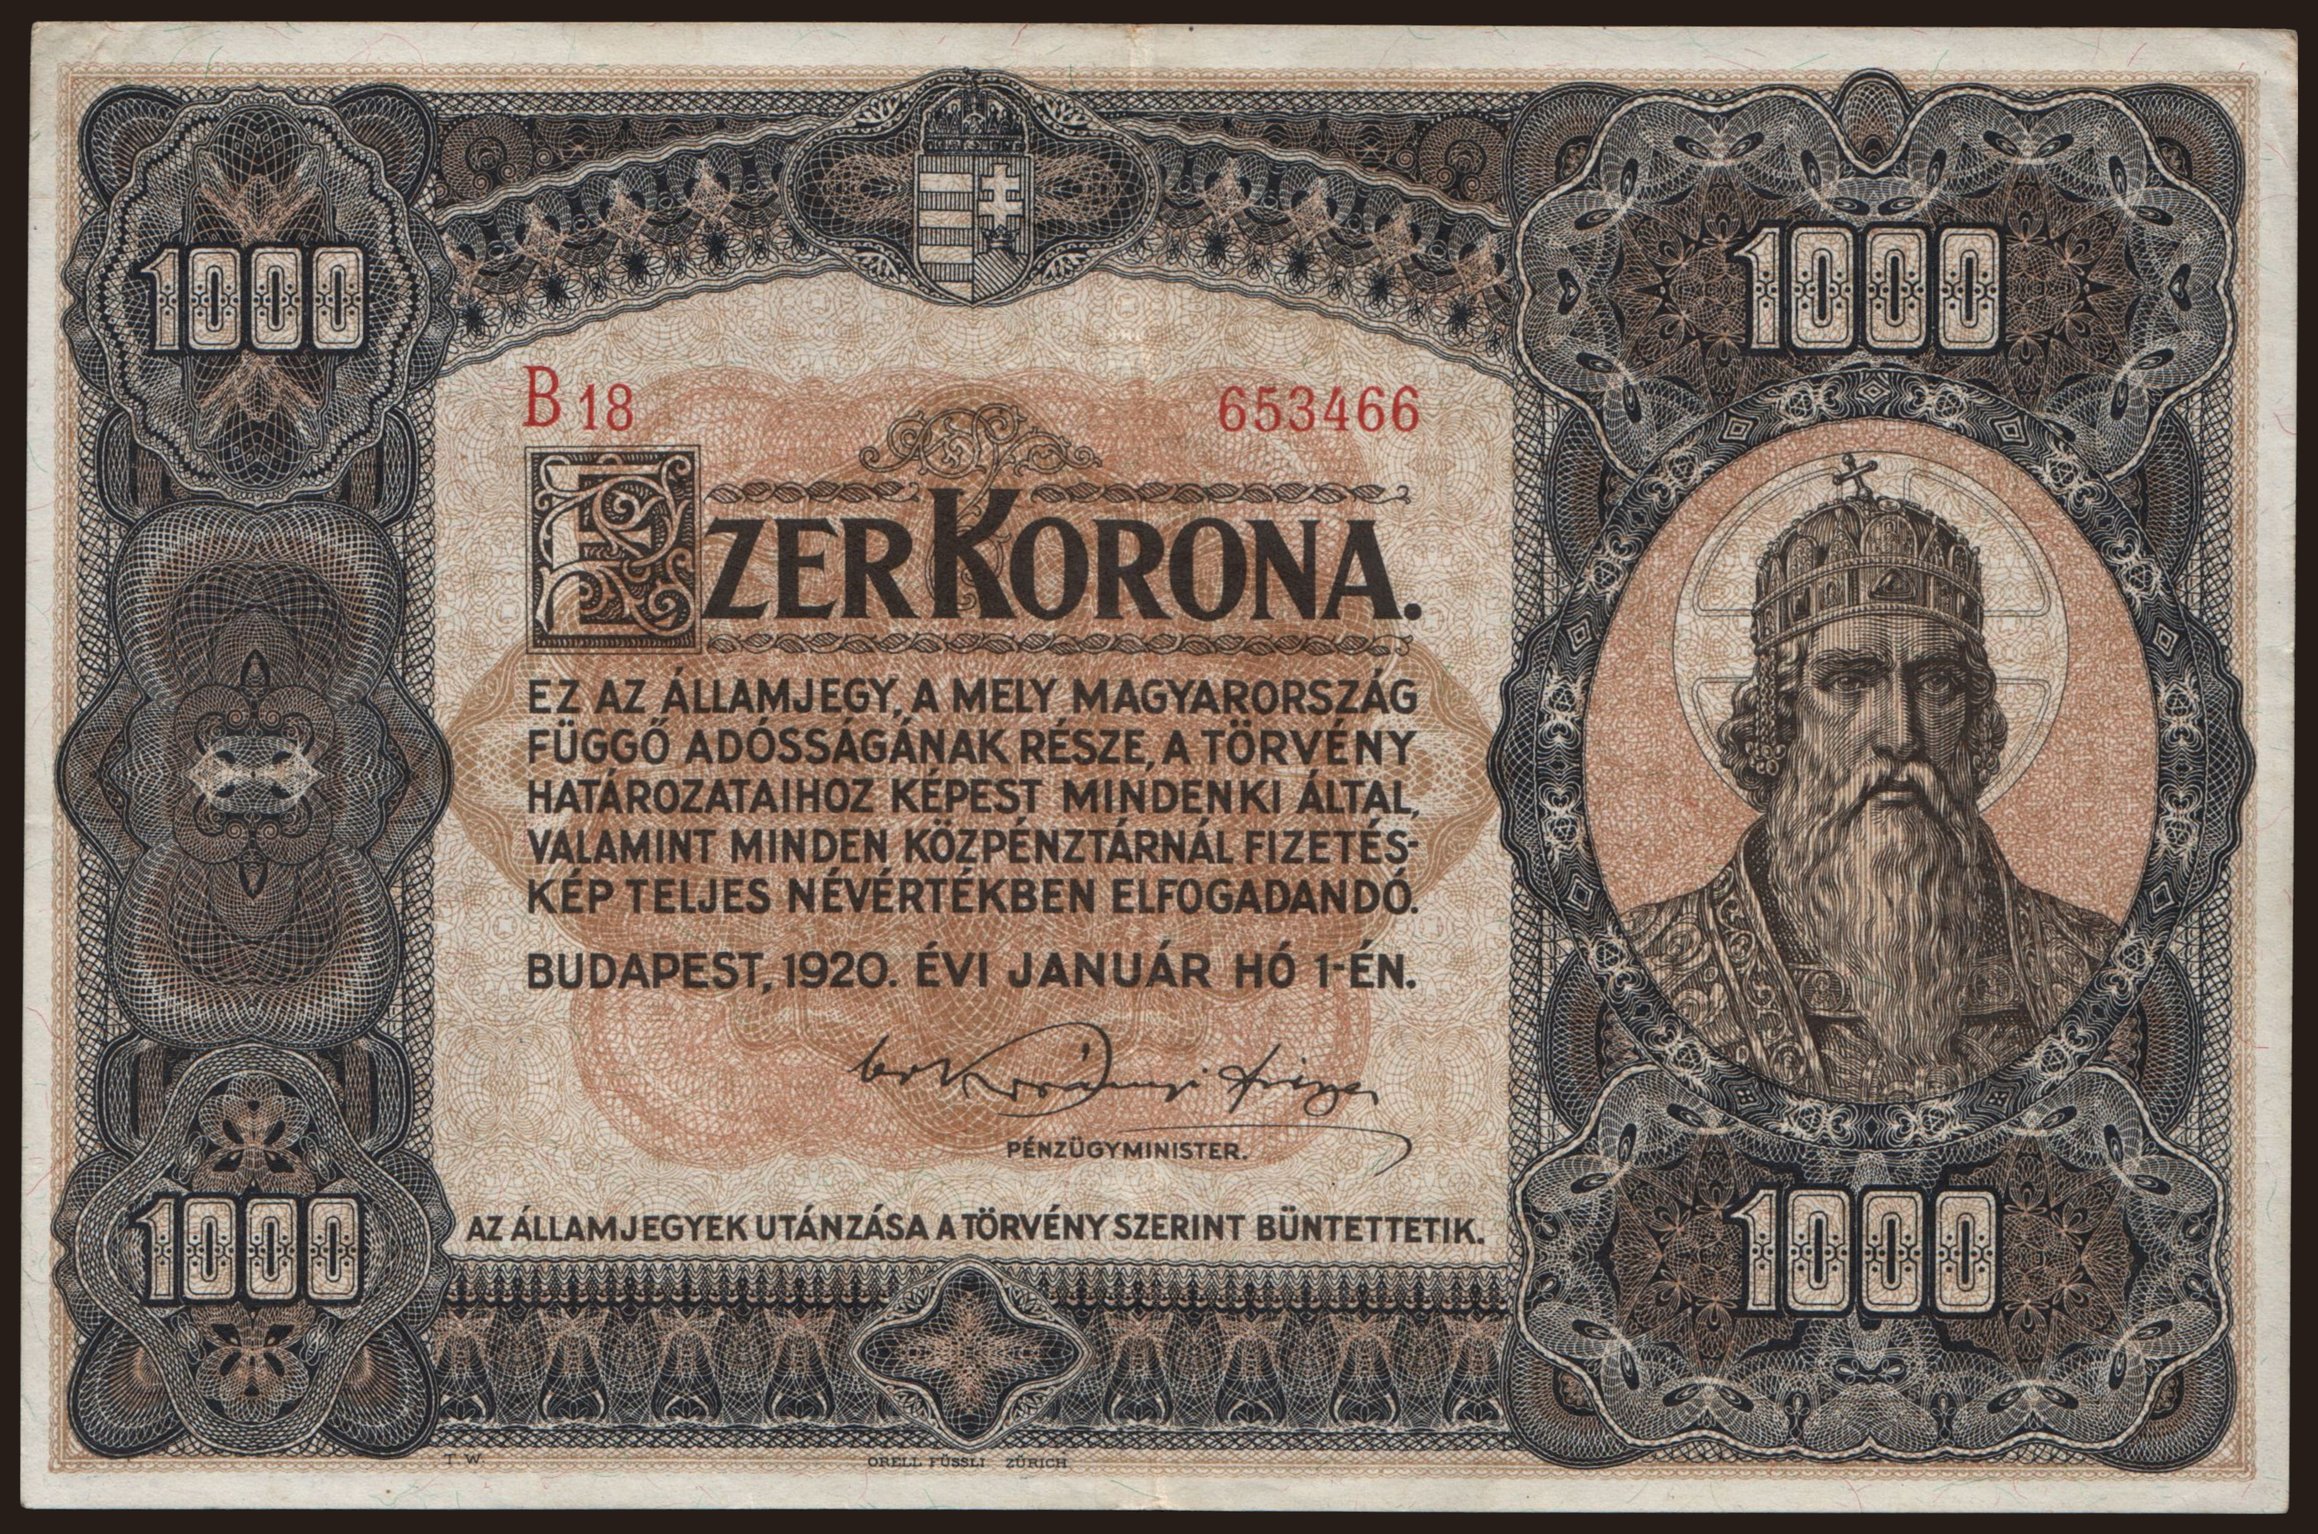 1000
1000
B 18
653466
EZER KORONA.
EZ AZ ÁLLAMJEGY, A MELY MAGYARORSZÁG
FÜGGŐ ADÓSSÁGÁNAK RÉSZE, A TÖRVÉNY
HATÁROZATAIHOZ KÉPEST MINDENKI ÁLTAL,
VALAMINT MINDEN KÖZPÉNZTÁRNÁL FIZETÉS-
KÉP TELJES NÉVÉRTÉKBEN ELFOGADANDÓ.
BUDAPEST, 1920. ÉVI JANUÁR HÓ 1-ÉN.
Korányi Frigyes
PÉNZÜGYMINISTER.
1000
1000
AZ ÁLLAMJEGYEK UTÁNZÁSA A TÖRVÉNY SZERINT BÜNTETTETIK.
T. W.
ORELL FÜSSLI ZÜRICH